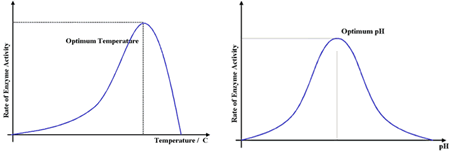 Rate of Enzyme Activity
Optimum Temperature
Temperature / C
Rate of Enzyme Activity
Optimum pH
pH